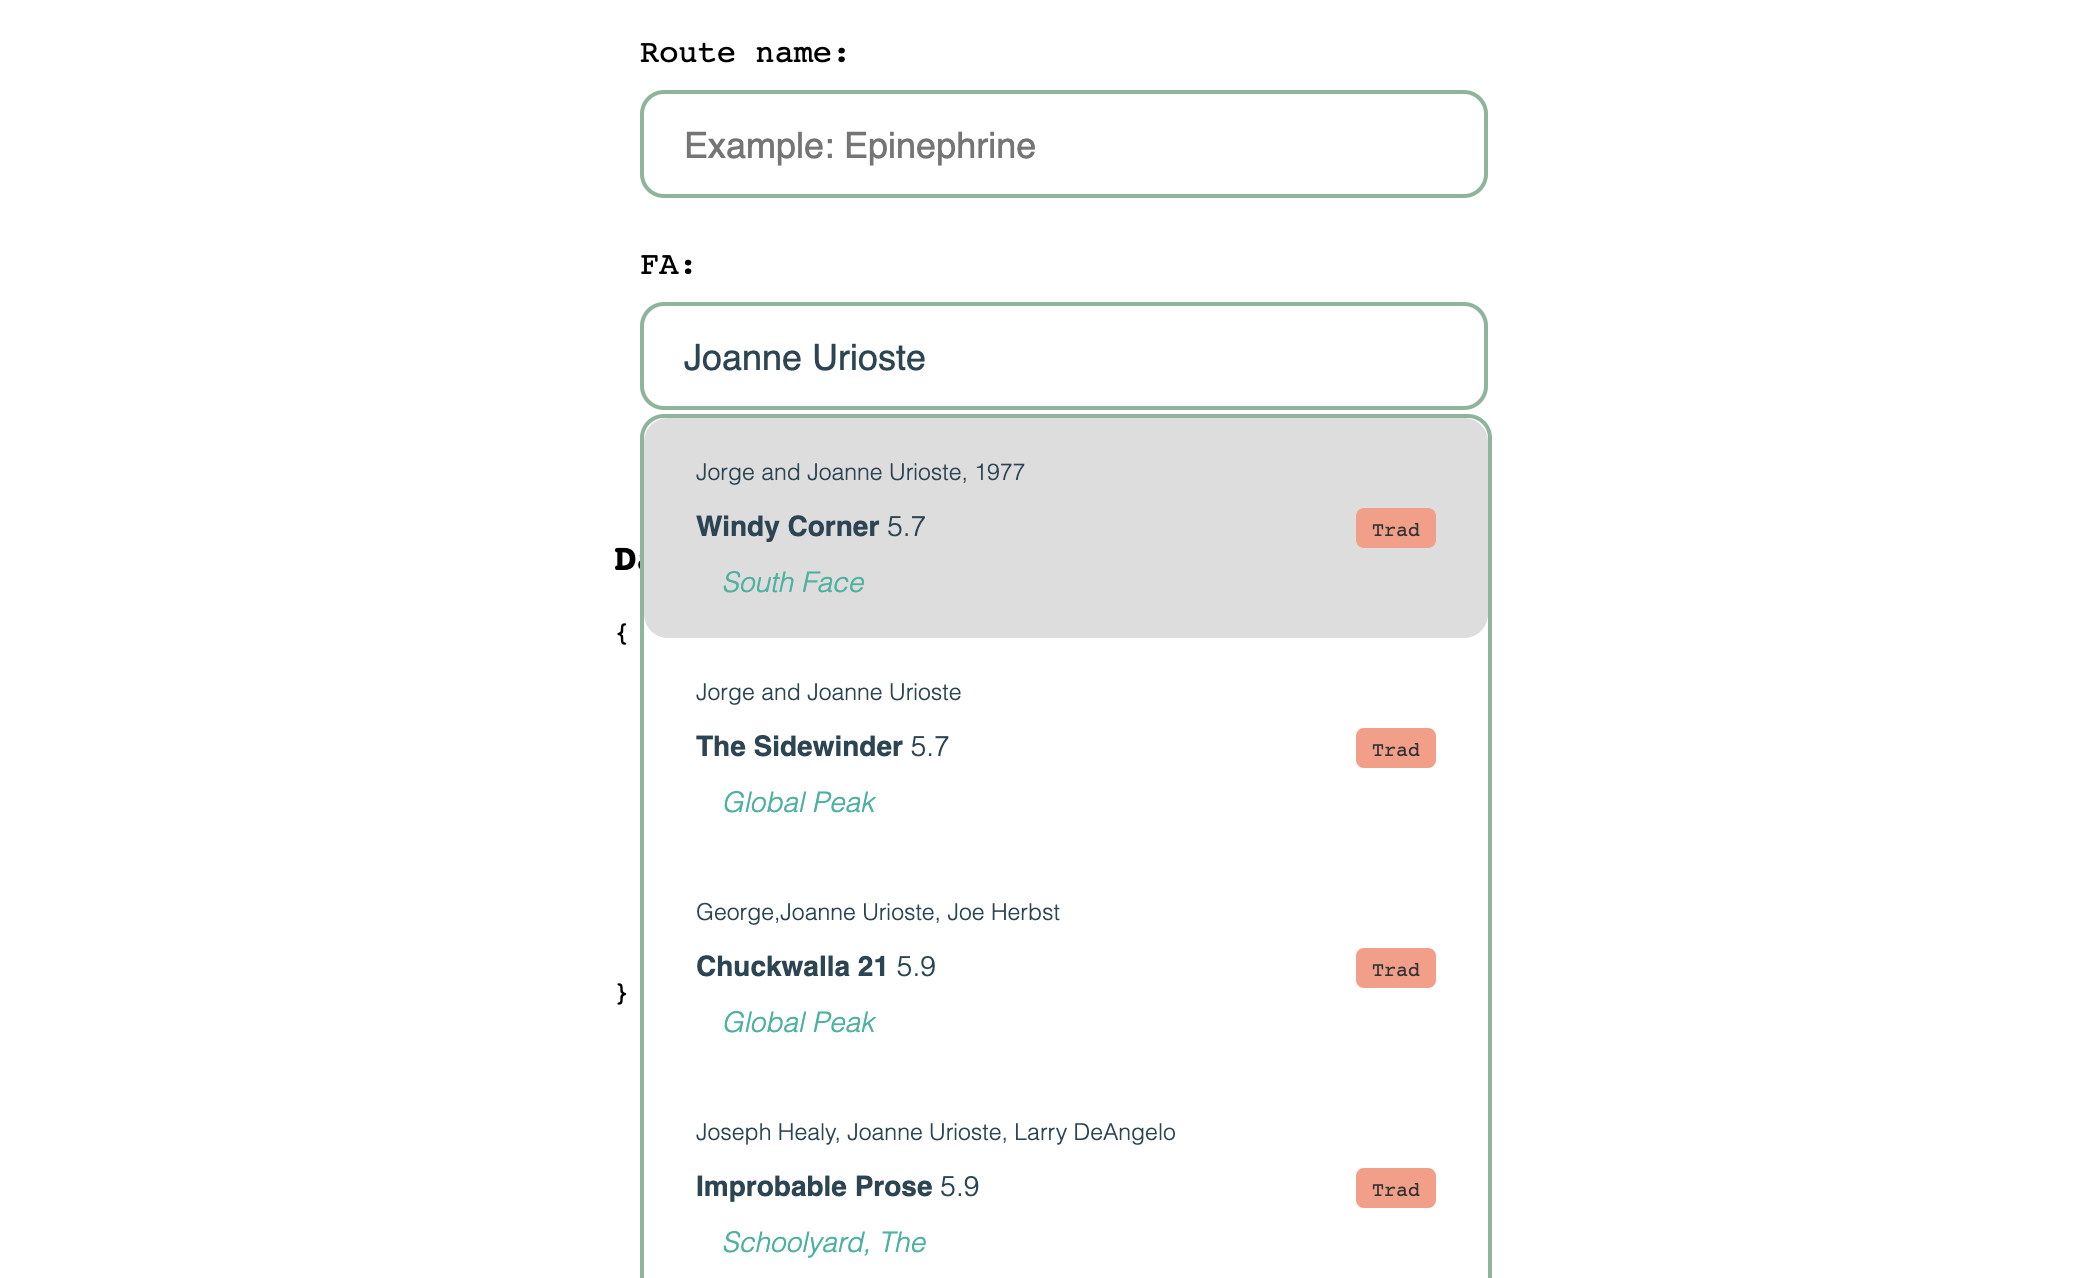 Route name:
Example: Epinephrine
FA:
Joanne Urioste
Jorge and Joanne Urioste, 1977
Windy Corner 5.7
Trad
South Face
{
Jorge and Joanne Urioste
The Sidewinder 5.7
Trad
Global Peak
George,Joanne Urioste, Joe Herbst
Chuckwalla 21 5.9
Trad
}
Global Peak
Joseph Healy, Joanne Urioste, Larry DeAngelo
Improbable Prose 5.9
Trad
Schoolyard, The